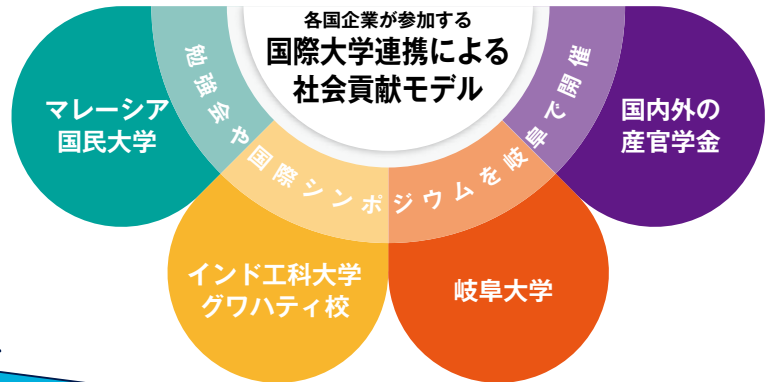 各国企業が参加する
国際大学連携による
社会貢献モデル
勉強会や国際シンポジウムを岐阜で開催
マレーシア
国民大学
インド工科大学
グワハティ校
岐阜大学
国内外の
産官学金